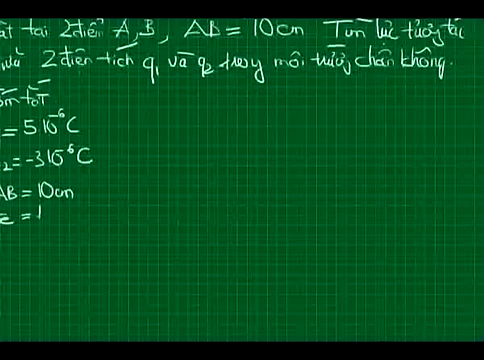 đặt tại 2 điểm A, B, AB = 10cm Tìm lực tương tác
giữa 2 điện tích q₁ và q₂ trong môi trường chân không.
Tóm tắt
= 5.10⁻⁶C
₂ = -3.10⁻⁶C
AB = 10cm
ε = 1